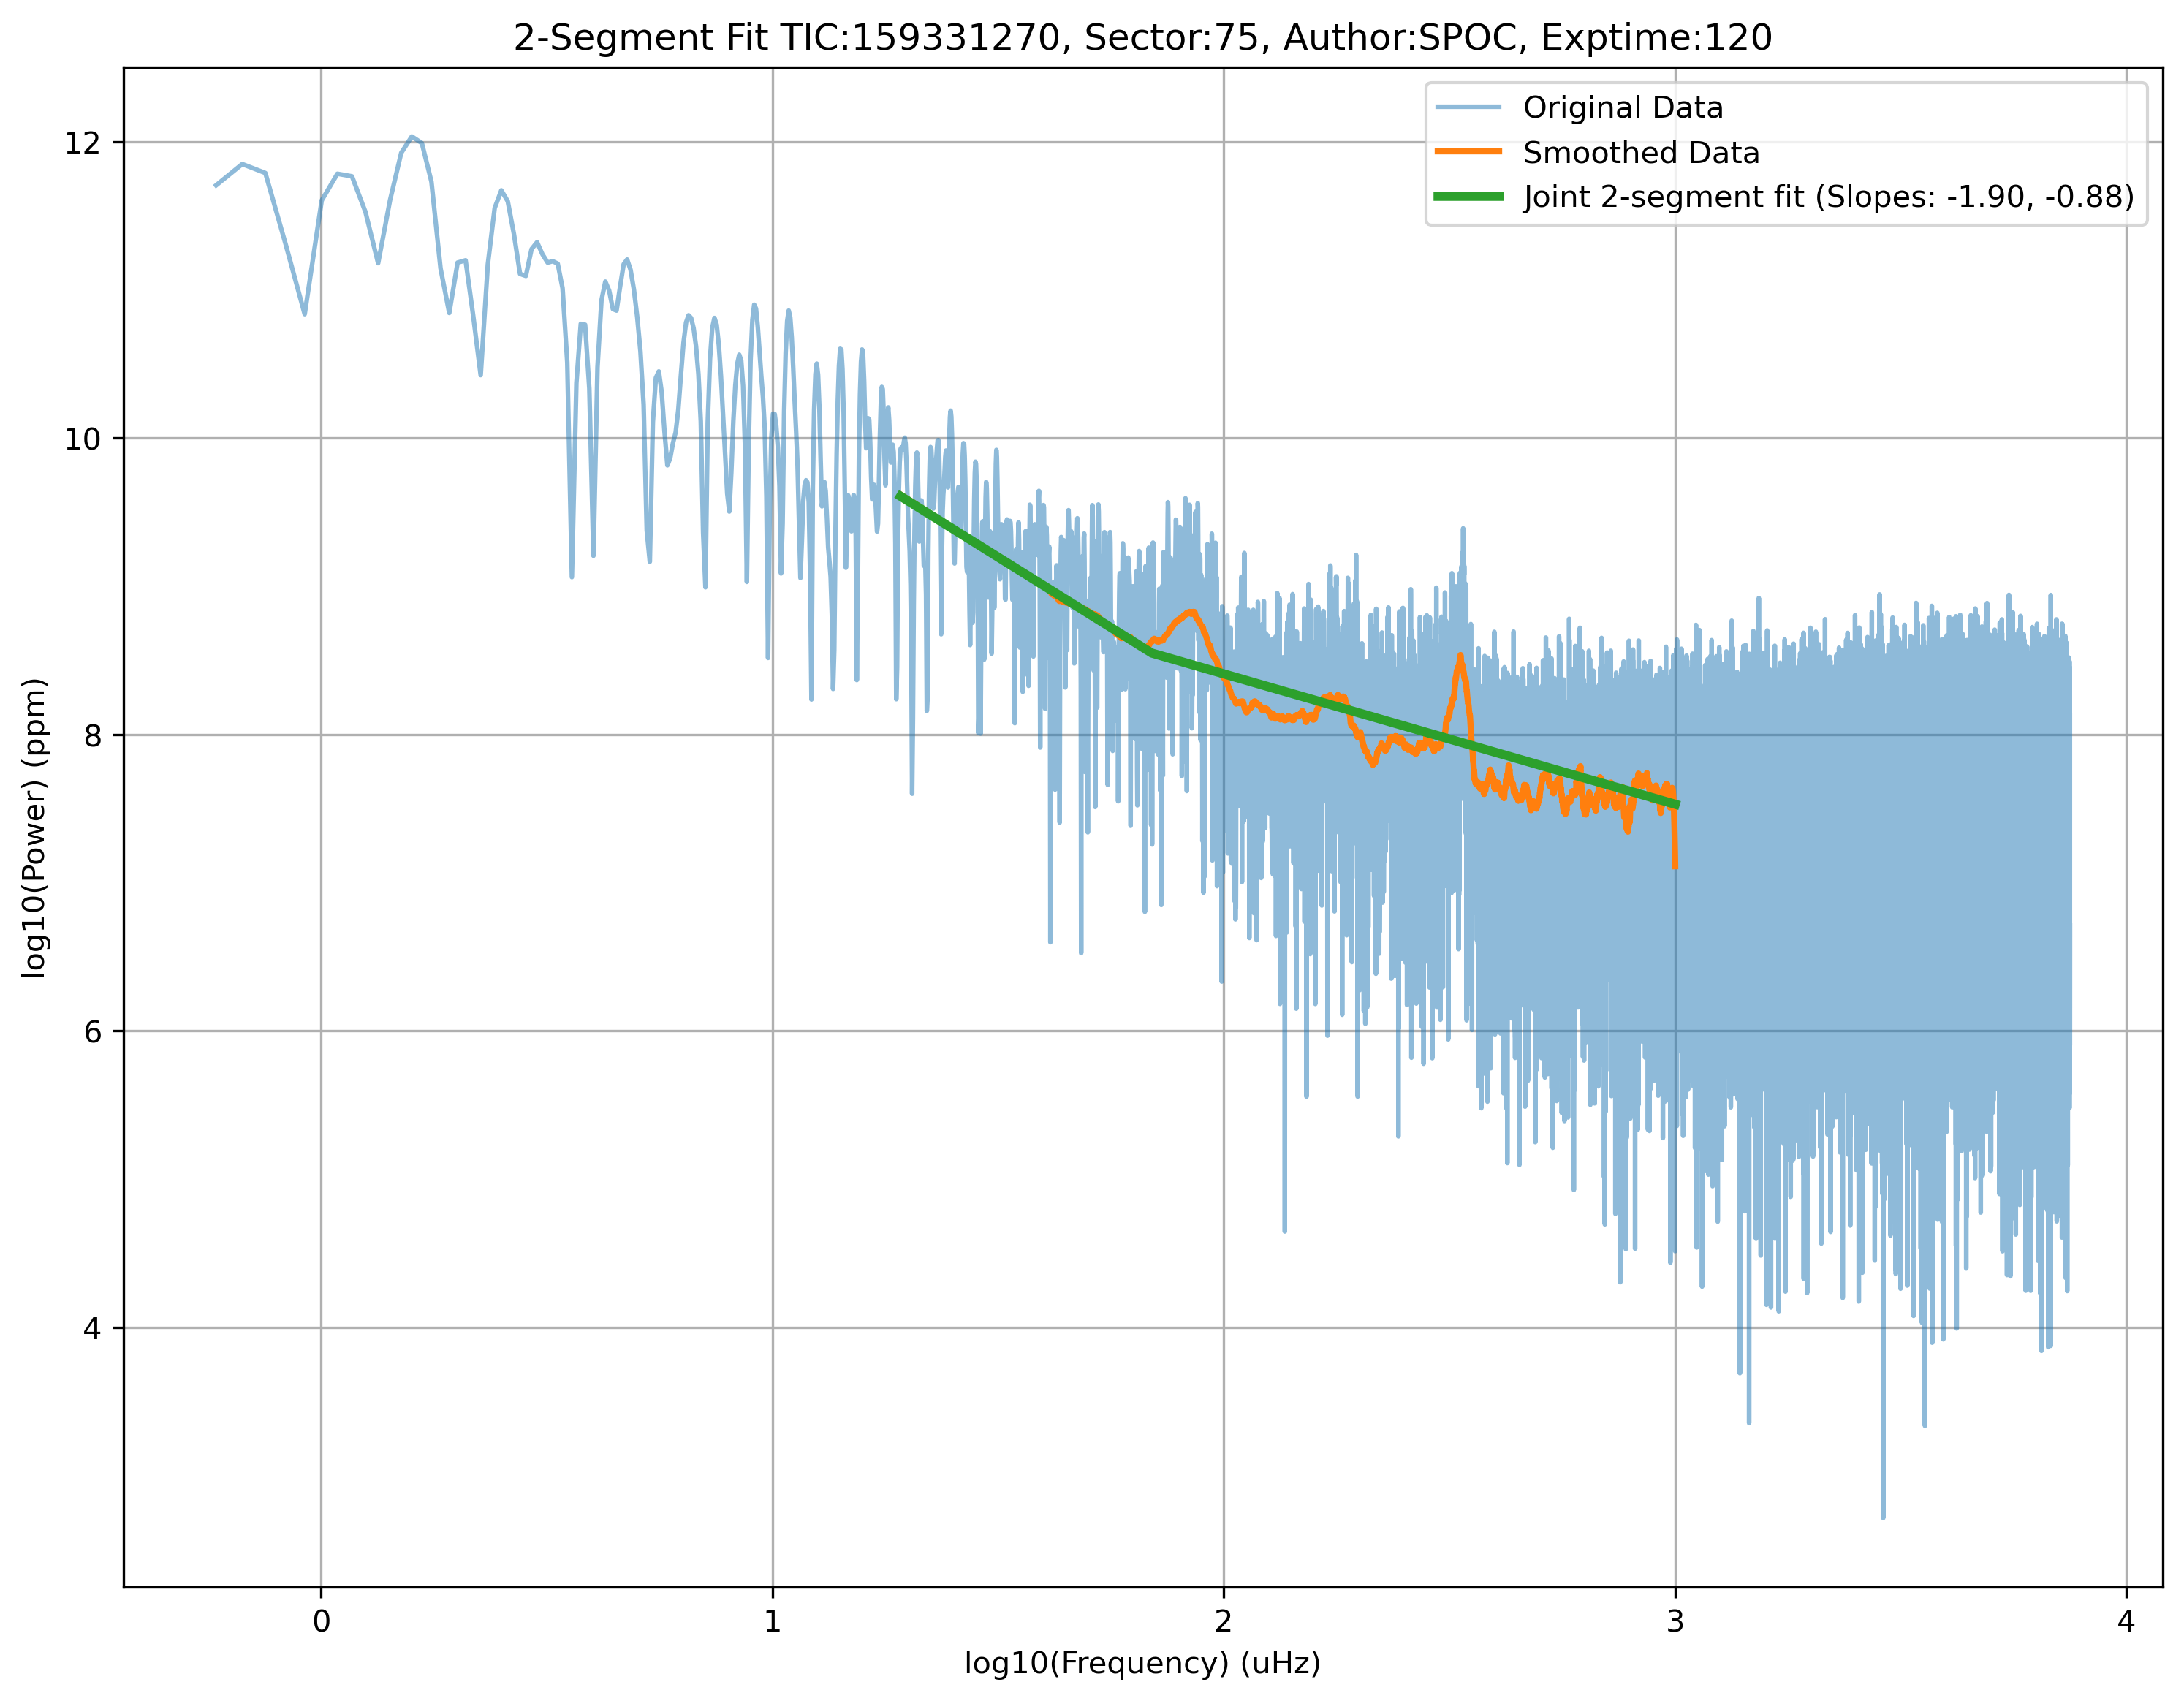 2-Segment Fit TIC:159331270, Sector:75, Author:SPOC, Exptime:120
Original Data
Smoothed Data
Joint 2-segment fit (Slopes: -1.90, -0.88)
12
10
8
6
4
log10(Power) (ppm)
0 1 2 3 4
log10(Frequency) (uHz)